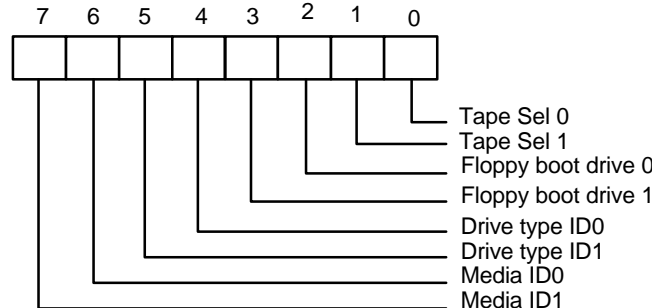 7 6 5 4 3 2 1 0
Tape Sel 0
Tape Sel 1
Floppy boot drive 0
Floppy boot drive 1
Drive type ID0
Drive type ID1
Media ID0
Media ID1